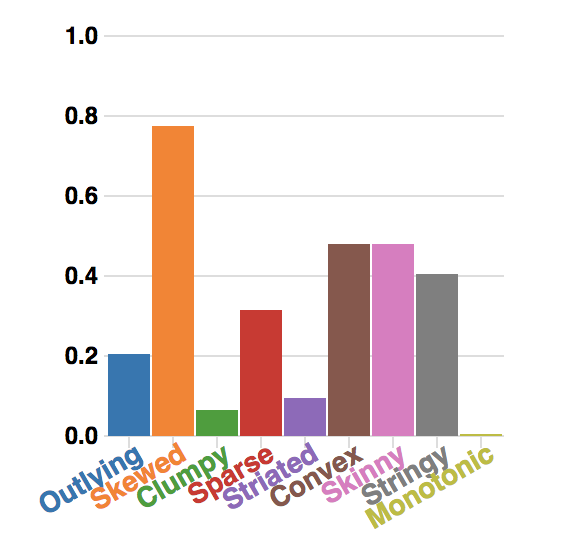 1.0
0.8
0.6
0.4
0.2
0.0
Outlying
Skewed
Clumpy
Sparse
Striated
Convex
Skinny
Stringy
Monotonic